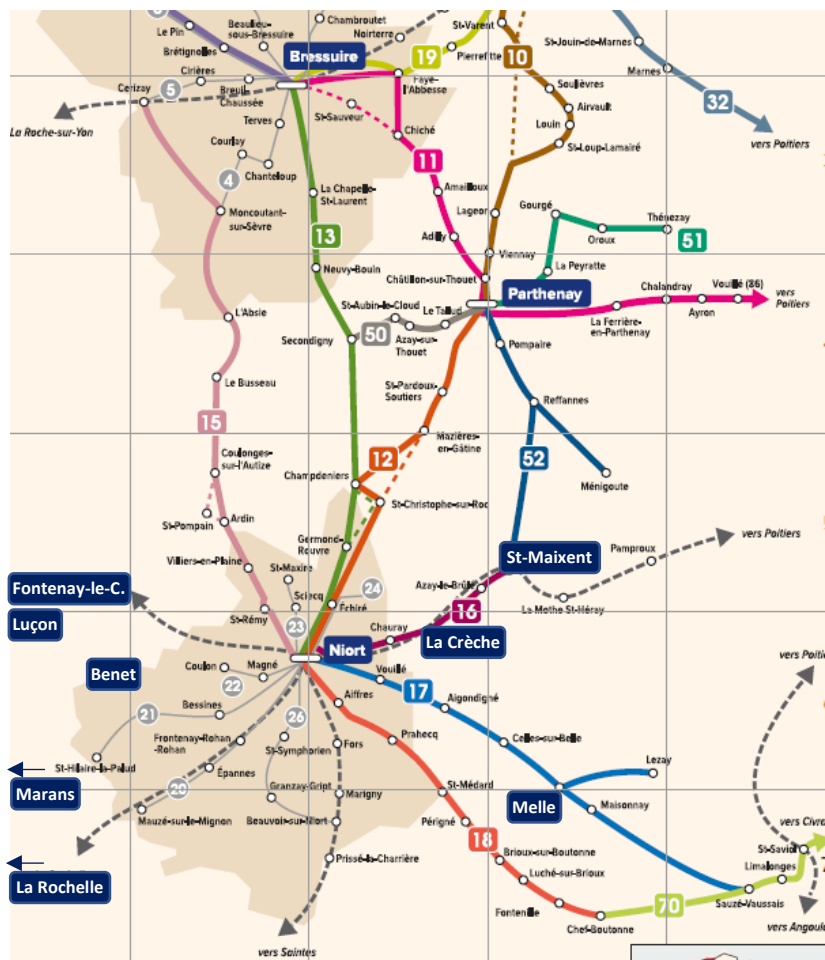 Chambroutet
Beaulieu-
sous-Bressuire
Le Pin
Noirterre
St-Varent
10
St-Jouin-de-Marnes
Brétignolles
Bressuire
19
Pierrefitte
Marnes
Cirières
Cerizay
5
Breuil-
Chaussée
Faye-
l'Abbesse
Soulièvres
32
St-Sauveur
Airvault
La Roche-sur-Yon
Terves
Chiché
Louin
vers Poitiers
Courlay
St-Loup-Lamairé
11
4
Chanteloup
Amailloux
La Chapelle-
St-Laurent
Moncoutant-
sur-Sèvre
Lageon
Gourgé
Thénezay
13
Adilly
Oroux
51
Viennay
Neuvy-Bouin
La Peyratte
Châtillon-sur-Thouet
Parthenay
Chalandray
Vouillé (86)
vers
Poitiers
St-Aubin-le-Cloud
Le Tallud
L'Absie
Ayron
La Ferrière-
en-Parthenay
50
Secondigny
Azay-sur-
Thouet
Pompaire
Le Busseau
St-Pardoux-
Soutiers
Reffannes
15
Mazières-
en-Gâtine
Coulonges-
sur-l'Autize
12
52
Champdeniers
Ménigoute
St-Christophe-sur-Roc
St-Pompain
Ardin
vers Poitiers
Germond-
Rouvre
St-Maixent
Pamproux
Villiers-en-Plaine
St-Maxire
Fontenay-le-C.
Azay-le-Brûlé
Sciecq
24
Échiré
La Mothe St-Héray
16
St-Rémy
Luçon
23
Chauray
La Crèche
Niort
Benet
Coulon
Magné
Vouillé
22
17
Aiffres
Aigondigné
Bessines
21
26
Frontenay-Rohan
-Rohan
St-Symphorien
Fors
Prahecq
Celles-sur-Belle
Lezay
St-Hilaire-la-Palud
Épannes
Marans
20
Granzay-Gript
Marigny
St-Médard
Melle
Maisonnay
Mauzé-sur-le-Mignon
Beauvoir-sur-Niort
Périgné
18
St-Saviol
Prissé-la-Charrière
Brioux-sur-Boutonne
Limalonges
La Rochelle
Luché-sur-Brioux
Sauzé-Vaussais
70
Chef-Boutonne
vers Saintes